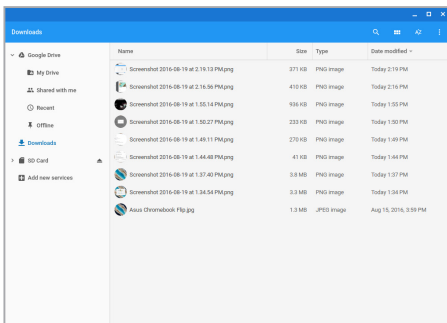 Downloads
Google Drive
My Drive
Shared with me
Recent
Offline
Downloads
SD Card
Add new services
Name Size Type Date modified
Screenshot 2016-08-19 at 2.19.13 PM.png 371 KB PNG image Today 2:19 PM
Screenshot 2016-08-19 at 2.16.56 PM.png 410 KB PNG image Today 2:16 PM
Screenshot 2016-08-19 at 1.55.14 PM.png 936 KB PNG image Today 1:55 PM
Screenshot 2016-08-19 at 1.50.27 PM.png 233 KB PNG image Today 1:50 PM
Screenshot 2016-08-19 at 1.49.11 PM.png 270 KB PNG image Today 1:49 PM
Screenshot 2016-08-19 at 1.44.48 PM.png 41 KB PNG image Today 1:44 PM
Screenshot 2016-08-19 at 1.37.40 PM.png 3.8 MB PNG image Today 1:37 PM
Screenshot 2016-08-19 at 1.34.54 PM.png 3.3 MB PNG image Today 1:34 PM
Asus Chromebook Flip.jpg 1.3 MB JPEG image Aug 15, 2016, 3:59 PM